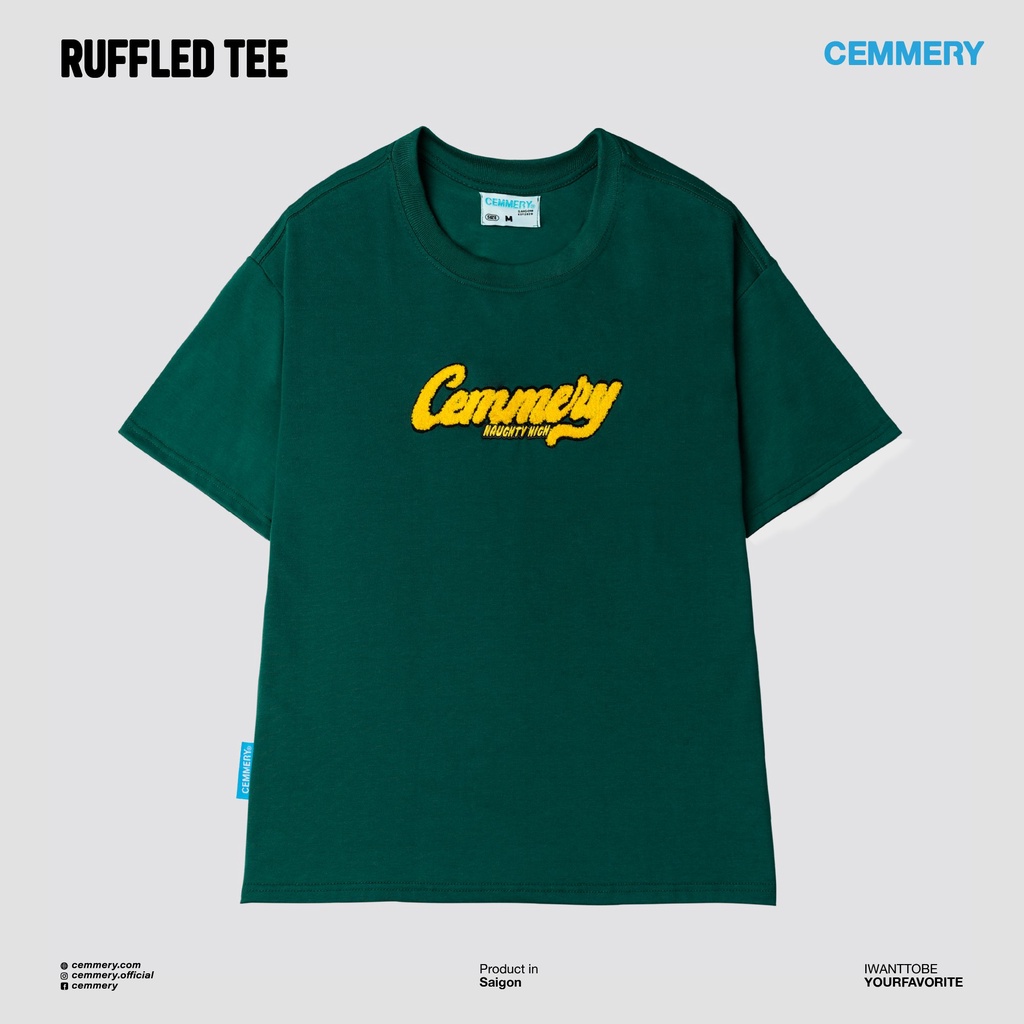 RUFFLED TEE
CEMMERY
CEMMERY®
M
Cemmery
NAUGHTY HIGH
CEMMERY®
cemmery.com
cemmery.official
cemmery
Product in
Saigon
IWANTTOBE
YOURFAVORITE